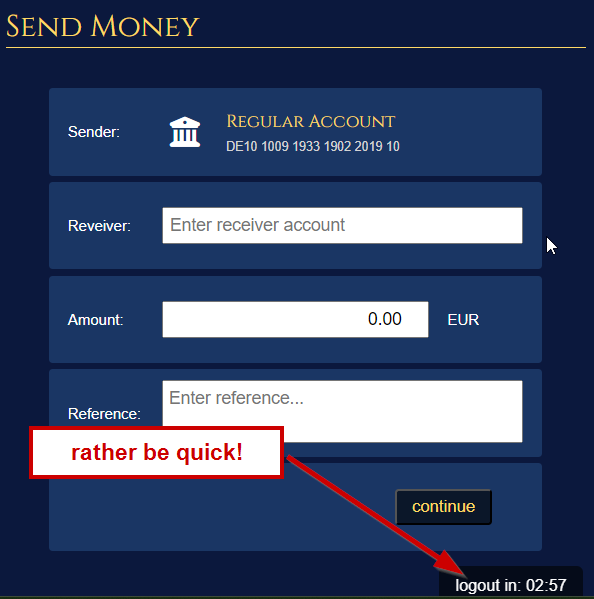 Send Money
Sender:
Regular Account
DE10 1009 1933 1902 2019 10
Reveiver:
Enter receiver account
Amount:
0.00
EUR
Reference:
Enter reference...
rather be quick!
continue
logout in: 02:57